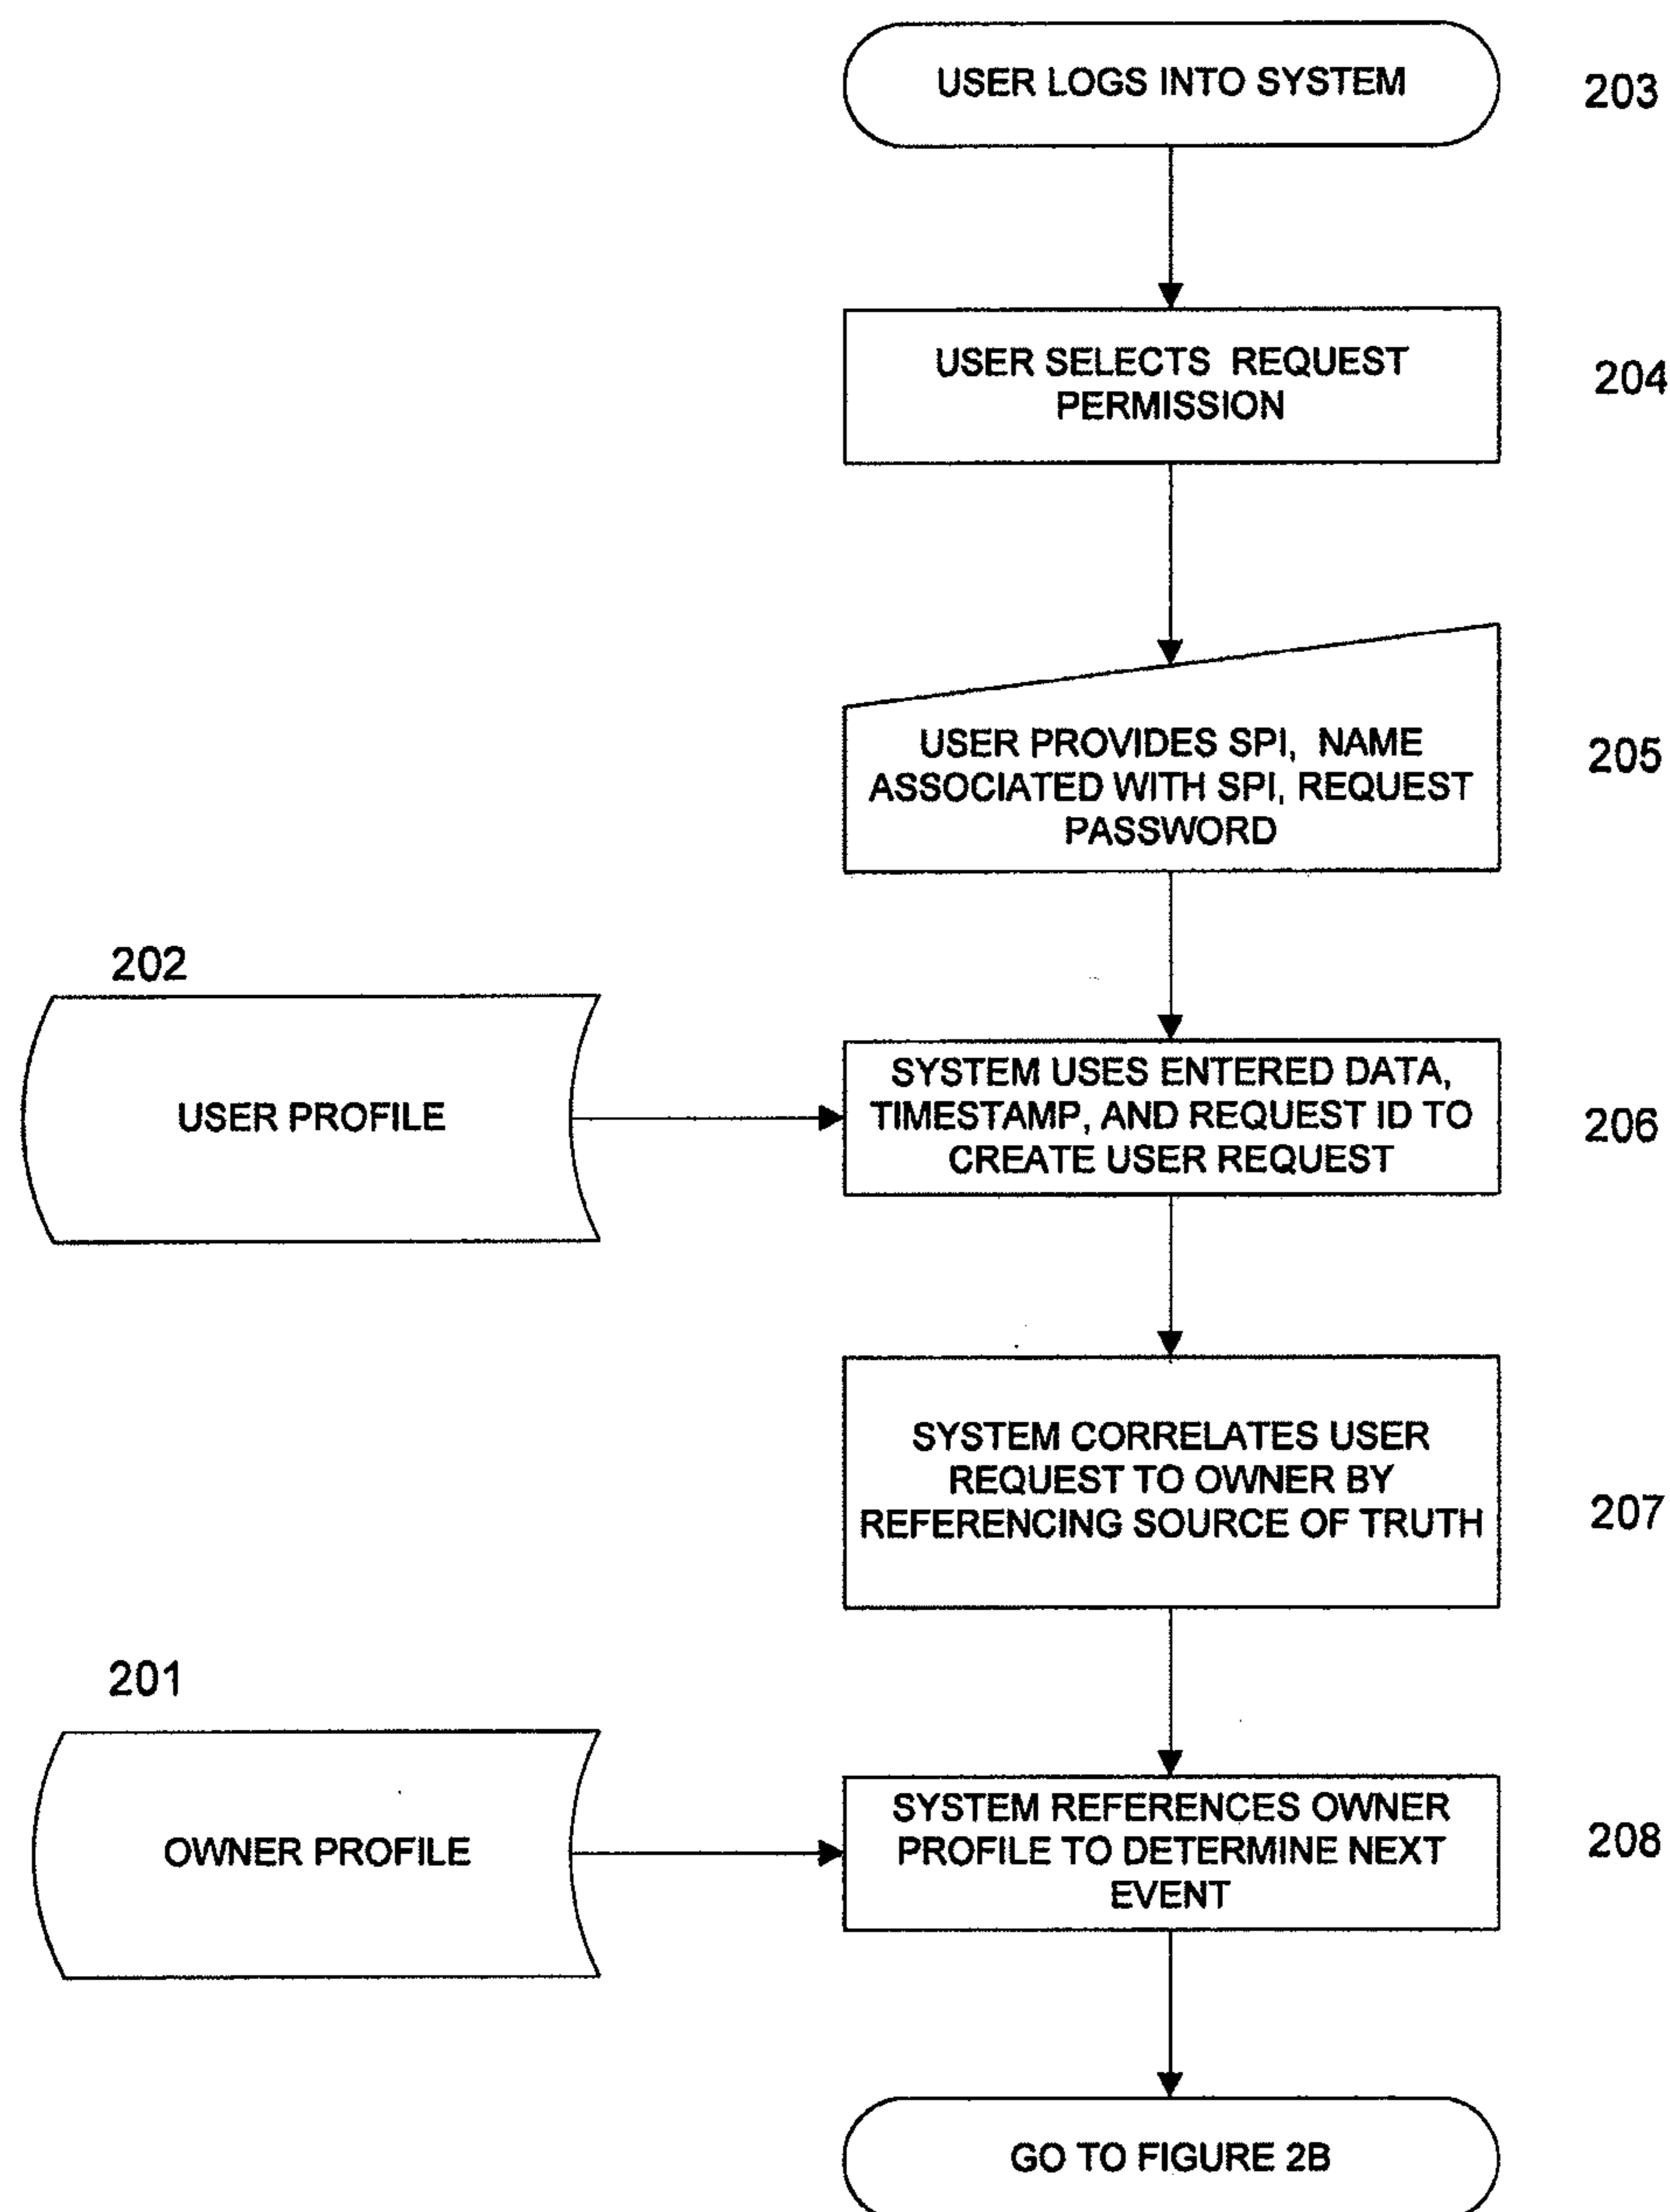 USER LOGS INTO SYSTEM
203
USER SELECTS REQUEST
PERMISSION
204
USER PROVIDES SPI, NAME
ASSOCIATED WITH SPI, REQUEST
PASSWORD
205
202
USER PROFILE
SYSTEM USES ENTERED DATA,
TIMESTAMP, AND REQUEST ID TO
CREATE USER REQUEST
206
SYSTEM CORRELATES USER
REQUEST TO OWNER BY
REFERENCING SOURCE OF TRUTH
207
201
OWNER PROFILE
SYSTEM REFERENCES OWNER
PROFILE TO DETERMINE NEXT
EVENT
208
GO TO FIGURE 2B